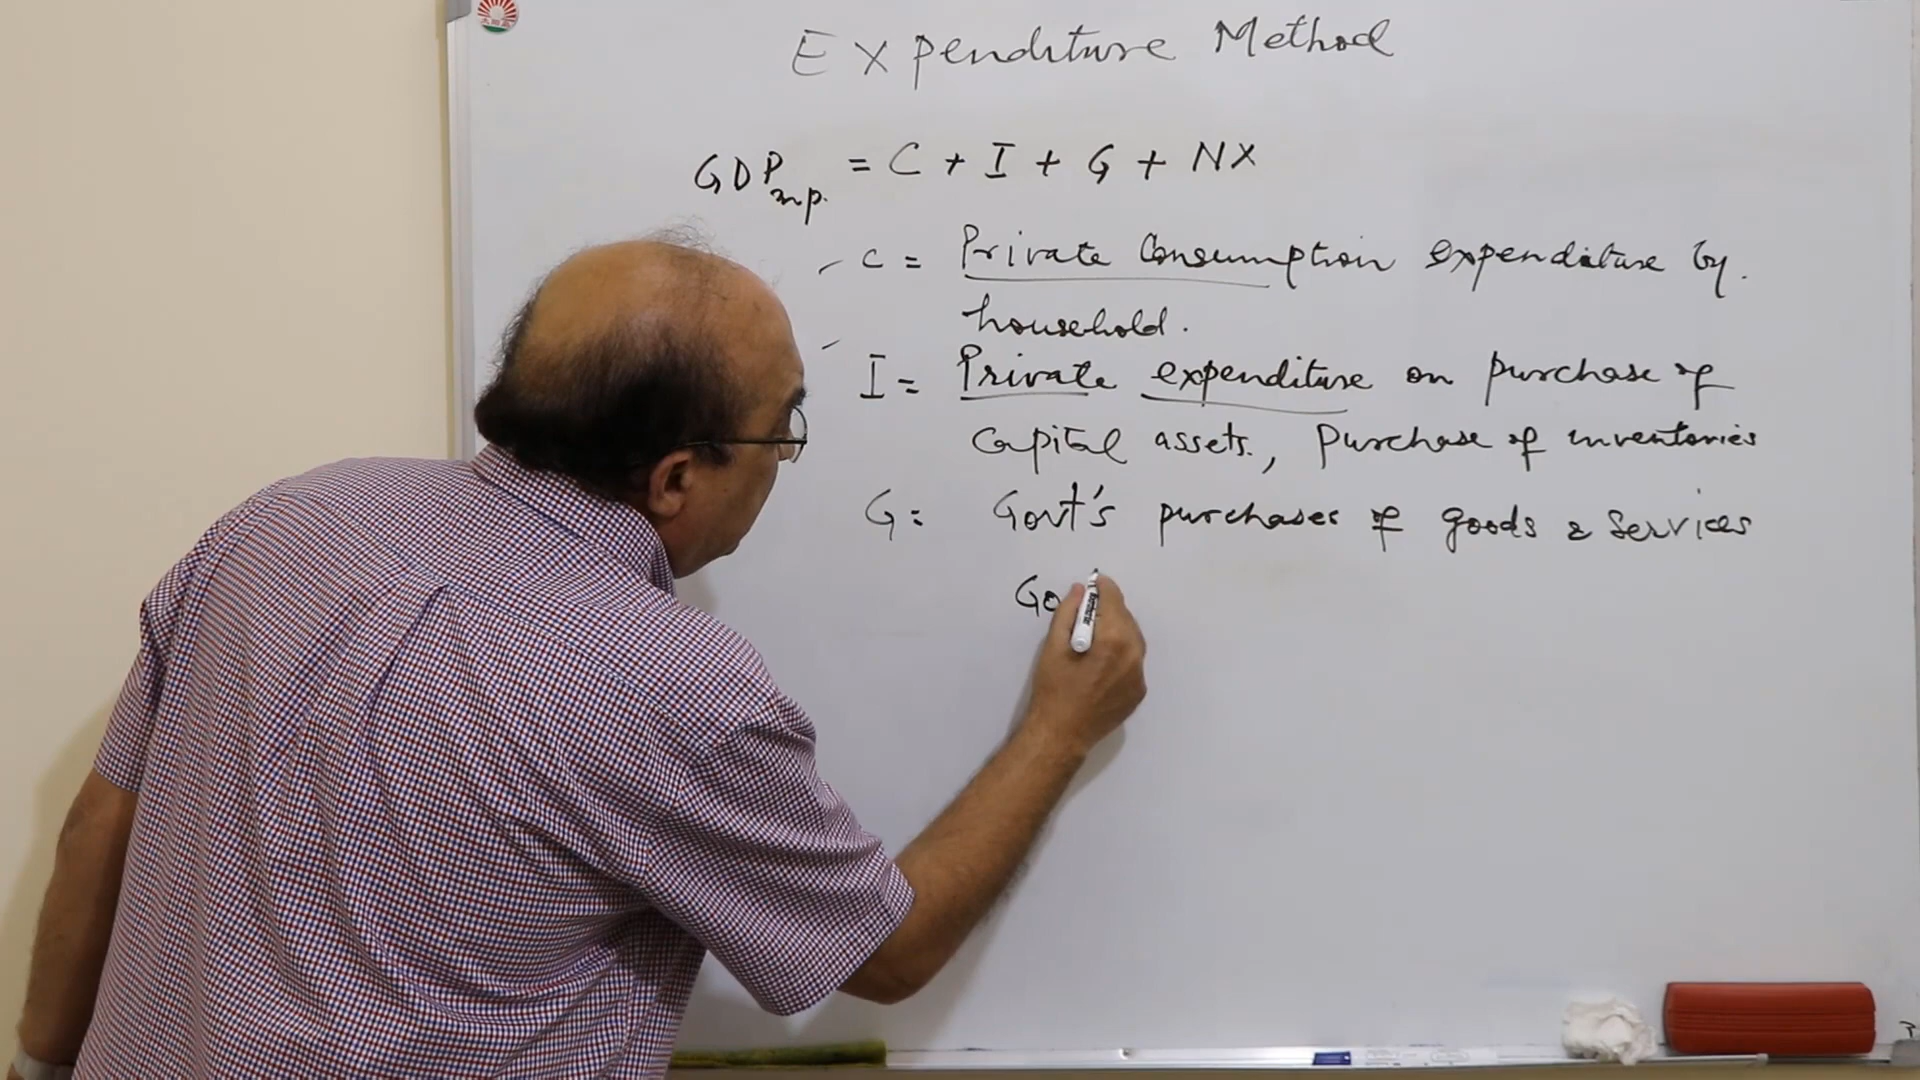 Expenditure Method
GDPmp. = C + I + G + NX
C = Private Consumption expenditure by.
household.
I = Private expenditure on purchase of
Capital assets., Purchase of inventories
G = Govt's purchases of goods & Services
Go